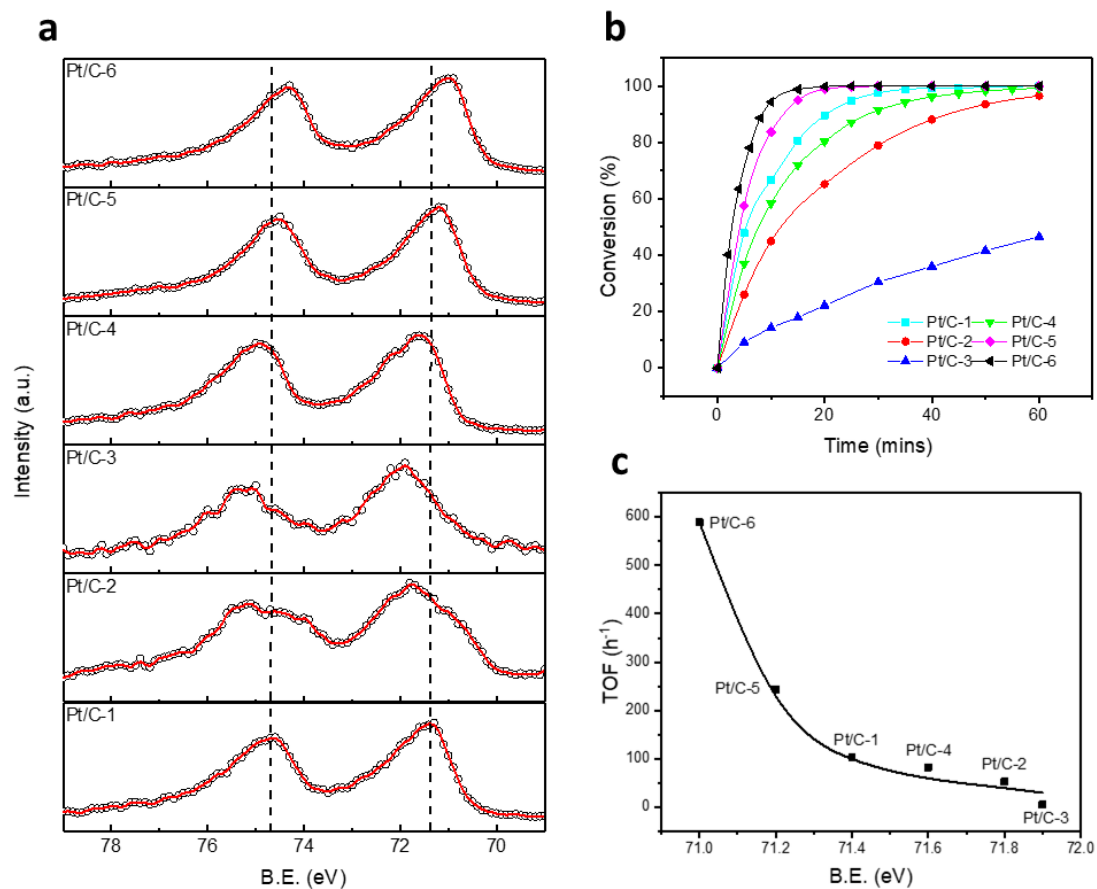 a
Pt/C-6
Pt/C-5
Pt/C-4
Pt/C-3
Pt/C-2
Pt/C-1
Intensity (a.u.)
78 76 74 72 70
B.E. (eV)
b
100
80
60
40
20
0
Conversion (%)
Pt/C-1 Pt/C-4
Pt/C-2 Pt/C-5
Pt/C-3 Pt/C-6
0 20 40 60
Time (mins)
c
600
500
400
300
200
100
0
TOF (h⁻¹)
Pt/C-6
Pt/C-5
Pt/C-1
Pt/C-4
Pt/C-2
Pt/C-3
71.0 71.2 71.4 71.6 71.8 72.0
B.E. (eV)